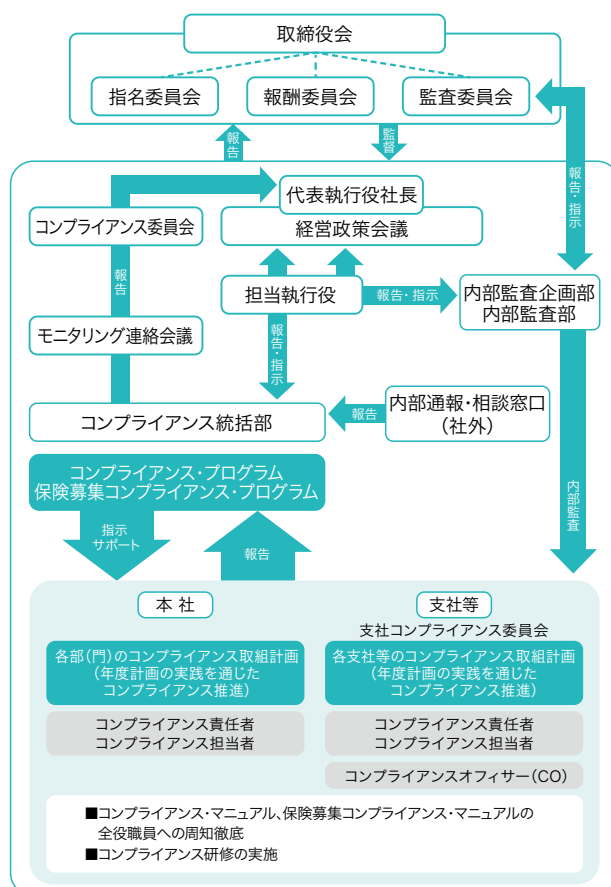 取締役会
指名委員会
報酬委員会
監査委員会
報告
監督
報告・指示
代表執行役社長
経営政策会議
コンプライアンス委員会
報告
モニタリング連絡会議
担当執行役
報告・指示
内部監査企画部
内部監査部
報告・指示
コンプライアンス統括部
報告
内部通報・相談窓口
(社外)
コンプライアンス・プログラム
保険募集コンプライアンス・プログラム
指示
サポート
報告
内部監査
本社
各部(門)のコンプライアンス取組計画
(年度計画の実践を通じた
コンプライアンス推進)
コンプライアンス責任者
コンプライアンス担当者
支社等
支社コンプライアンス委員会
各支社等のコンプライアンス取組計画
(年度計画の実践を通じた
コンプライアンス推進)
コンプライアンス責任者
コンプライアンス担当者
コンプライアンスオフィサー(CO)
■コンプライアンス・マニュアル、保険募集コンプライアンス・マニュアルの
全役職員への周知徹底
■コンプライアンス研修の実施